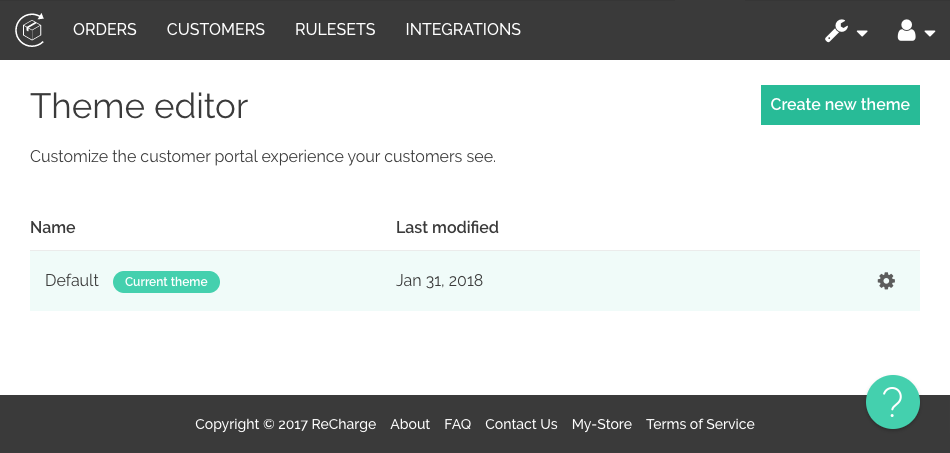 ORDERS CUSTOMERS RULESETS INTEGRATIONS
Theme editor
Create new theme
Customize the customer portal experience your customers see.
Name Last modified
Default Current theme Jan 31, 2018
?
Copyright © 2017 ReCharge About FAQ Contact Us My-Store Terms of Service